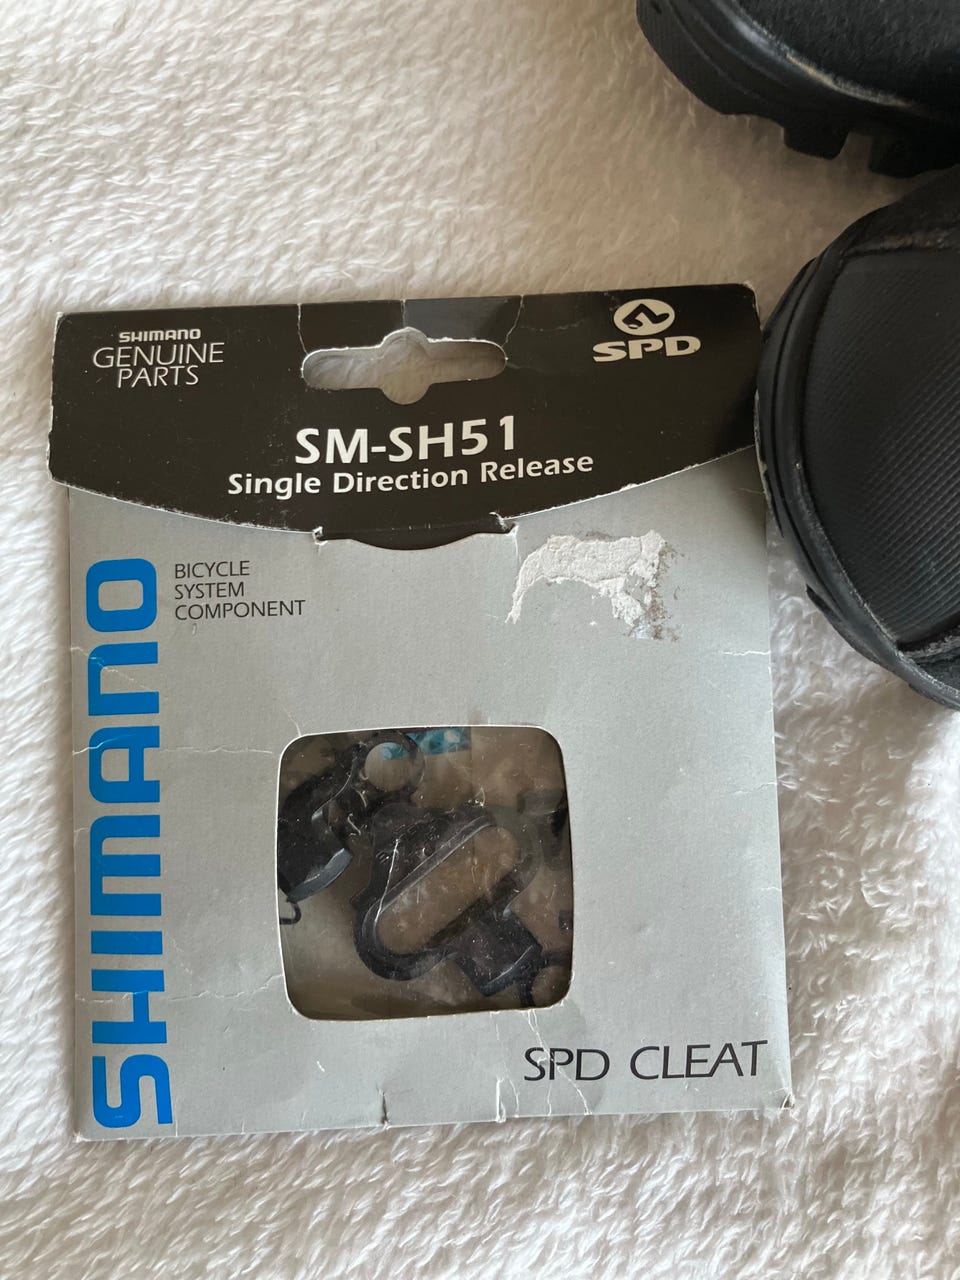 SHIMANO
GENUINE
PARTS
SPD
SM-SH51
Single Direction Release
SHIMANO
BICYCLE
SYSTEM
COMPONENT
SPD CLEAT